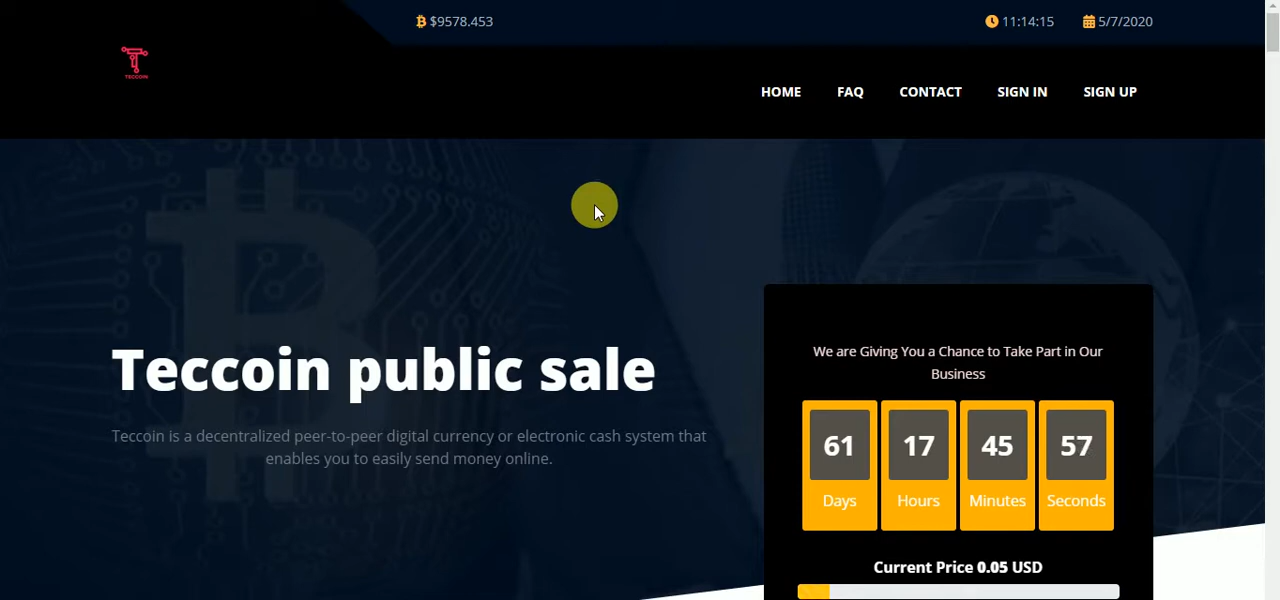 $9578.453
11:14:15
5/7/2020
TECCOIN
HOME
FAQ
CONTACT
SIGN IN
SIGN UP
Teccoin public sale
Teccoin is a decentralized peer-to-peer digital currency or electronic cash system that
enables you to easily send money online.
We are Giving You a Chance to Take Part in Our
Business
61
17
45
57
Days
Hours
Minutes
Seconds
Current Price 0.05 USD